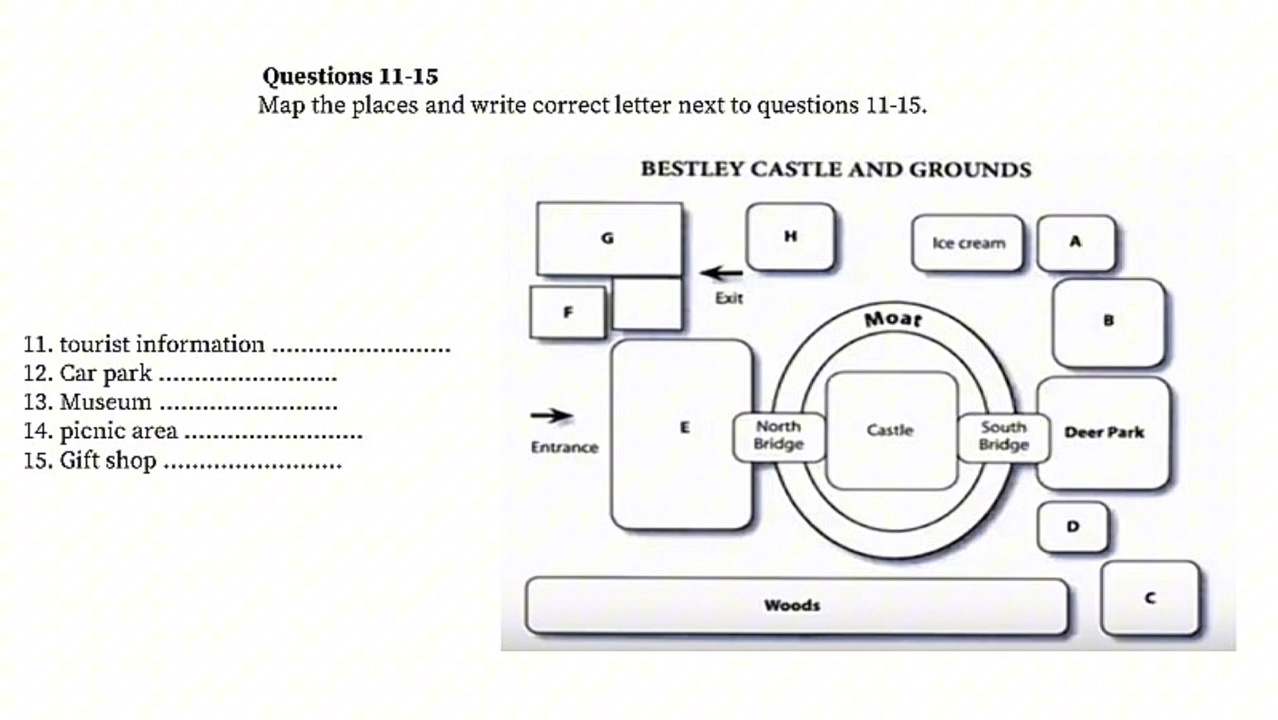 Questions 11-15
Map the places and write correct letter next to questions 11-15.
BESTLEY CASTLE AND GROUNDS
G
H
Ice cream
A
Exit
F
B
Moat
11. tourist information .........................
12. Car park .........................
13. Museum .........................
14. picnic area .........................
15. Gift shop .........................
Entrance
E
North
Bridge
Castle
South
Bridge
Deer Park
D
Woods
C